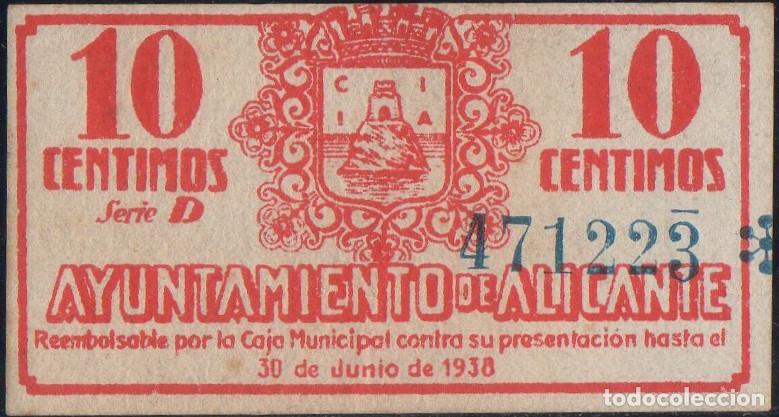 10 10
CENTIMOS CENTIMOS
C I
I A
Serie D
471223
AYUNTAMIENTO DE ALICANTE
Reembolsable por la Caja Municipal contra su presentación hasta el
30 de Junio de 1938
todocoleccion
todocoleccion.net